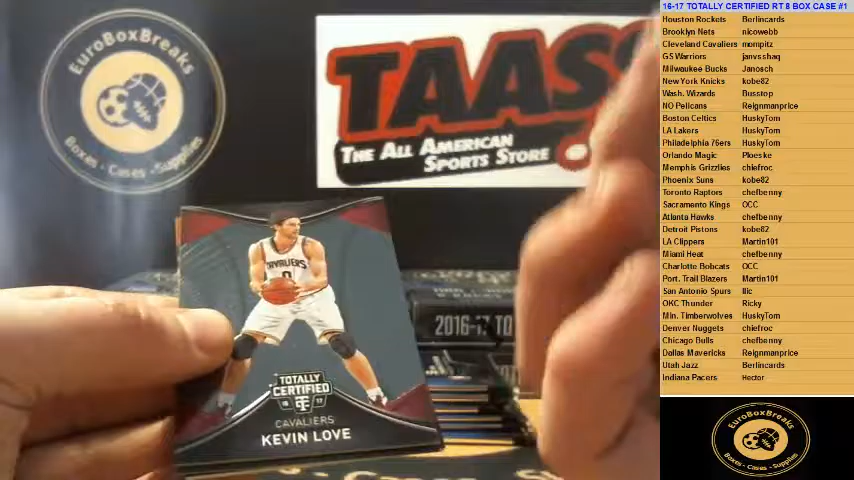 16-17 TOTALLY CERTIFIED RT 8 BOX CASE #1
Houston Rockets Berlincards
Brooklyn Nets nicowebb
Cleveland Cavaliers mompitz
GS Warriors janvsshaq
Milwaukee Bucks Janosch
New York Knicks kobe82
Wash. Wizards Busstop
NO Pelicans Reignmanprice
Boston Celtics HuskyTom
LA Lakers HuskyTom
Philadelphia 76ers HuskyTom
Orlando Magic Ploeske
Memphis Grizzlies chiefroc
Phoenix Suns kobe82
Toronto Raptors chefbenny
Sacramento Kings OCC
Atlanta Hawks chefbenny
Detroit Pistons kobe82
LA Clippers Martin101
Miami Heat chefbenny
Charlotte Bobcats OCC
Port. Trail Blazers Martin101
San Antonio Spurs
OKC Thunder Ricky
Min. Timberwolves HuskyTom
Denver Nuggets chiefroc
Chicago Bulls chefbenny
Dallas Mavericks Reignmanprice
Utah Jazz Berlincards
Indiana Pacers Hector
EuroBoxBreaks
Boxes - Cases - Supplies
TAASS
THE ALL AMERICAN
SPORTS STORE
CAVALIERS
0
TOTALLY
CERTIFIED
16 17
CAVALIERS
KEVIN LOVE
2016-17 TO
EuroBoxBreaks
Boxes - Cases - Supplies